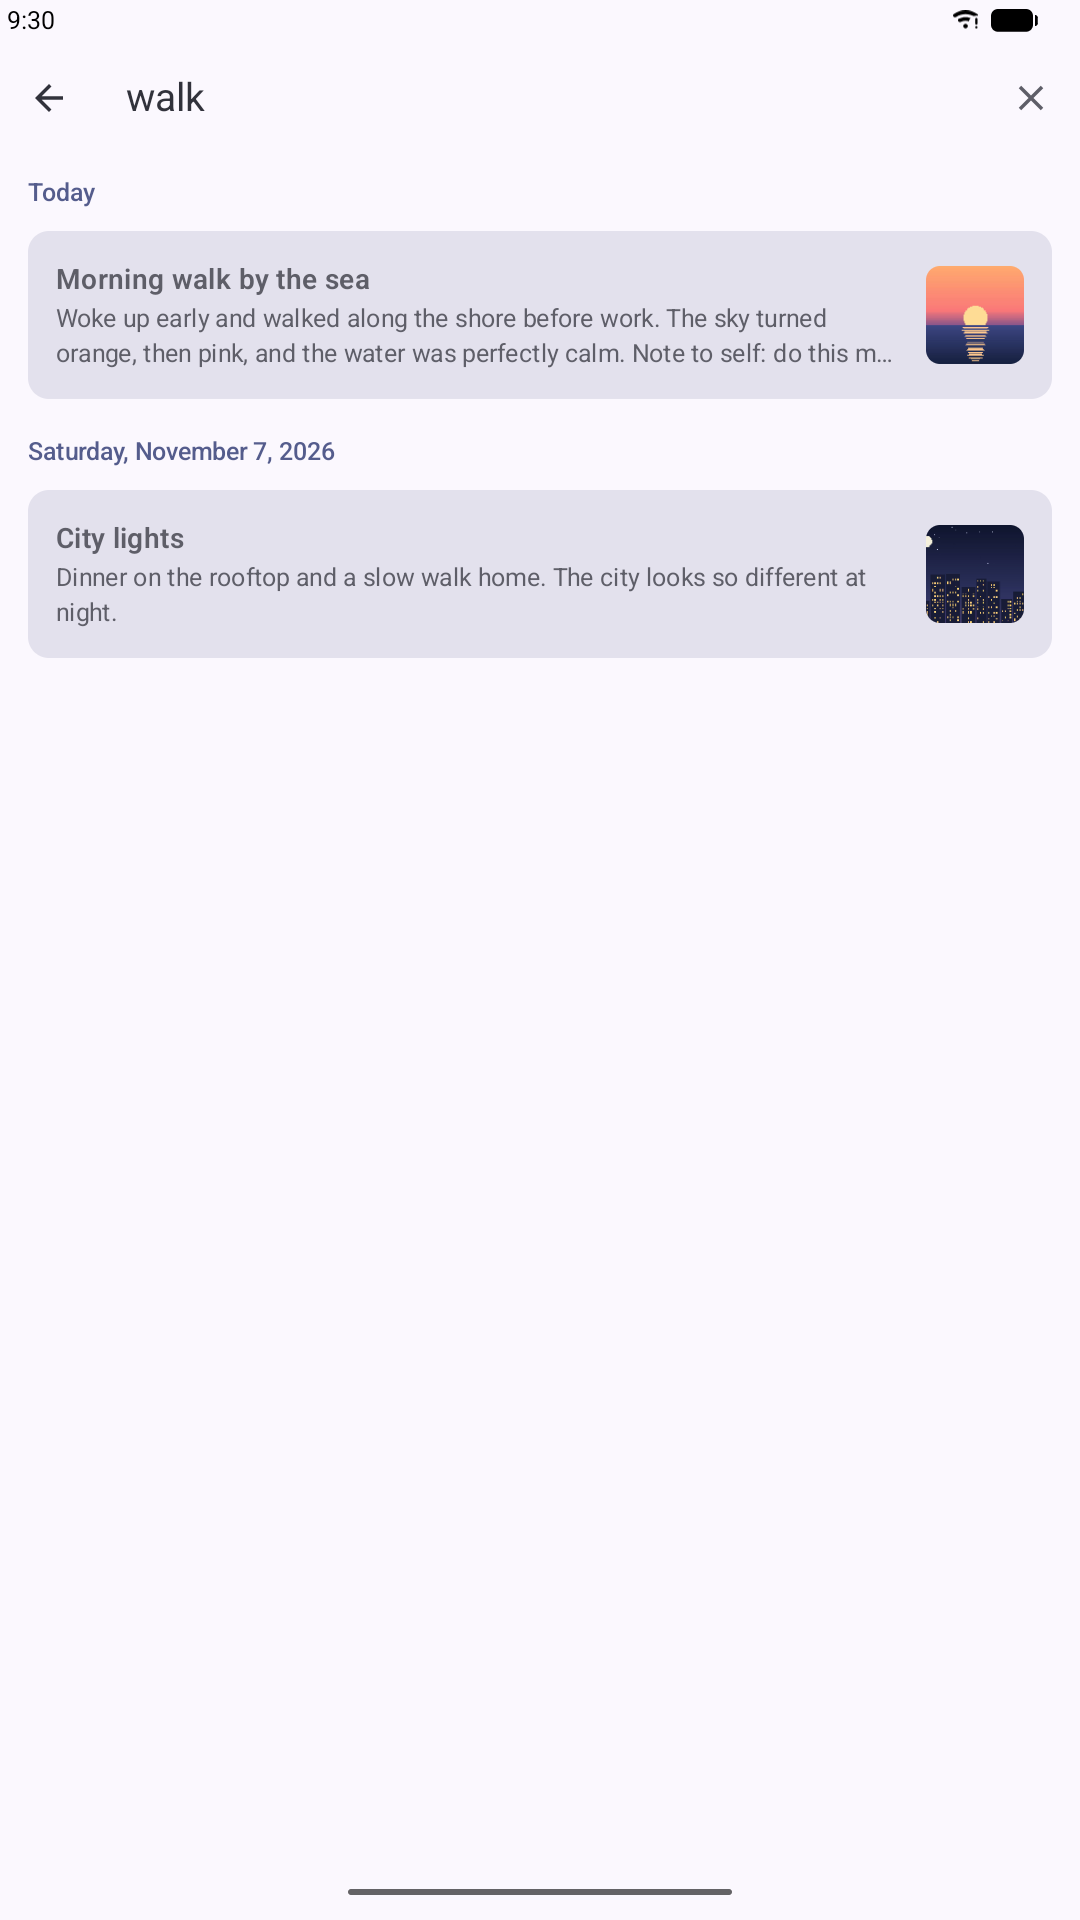 9:30
walk
Today
Morning walk by the sea
Woke up early and walked along the shore before work. The sky turned
orange, then pink, and the water was perfectly calm. Note to self: do this m...
Saturday, November 7, 2026
City lights
Dinner on the rooftop and a slow walk home. The city looks so different at
night.